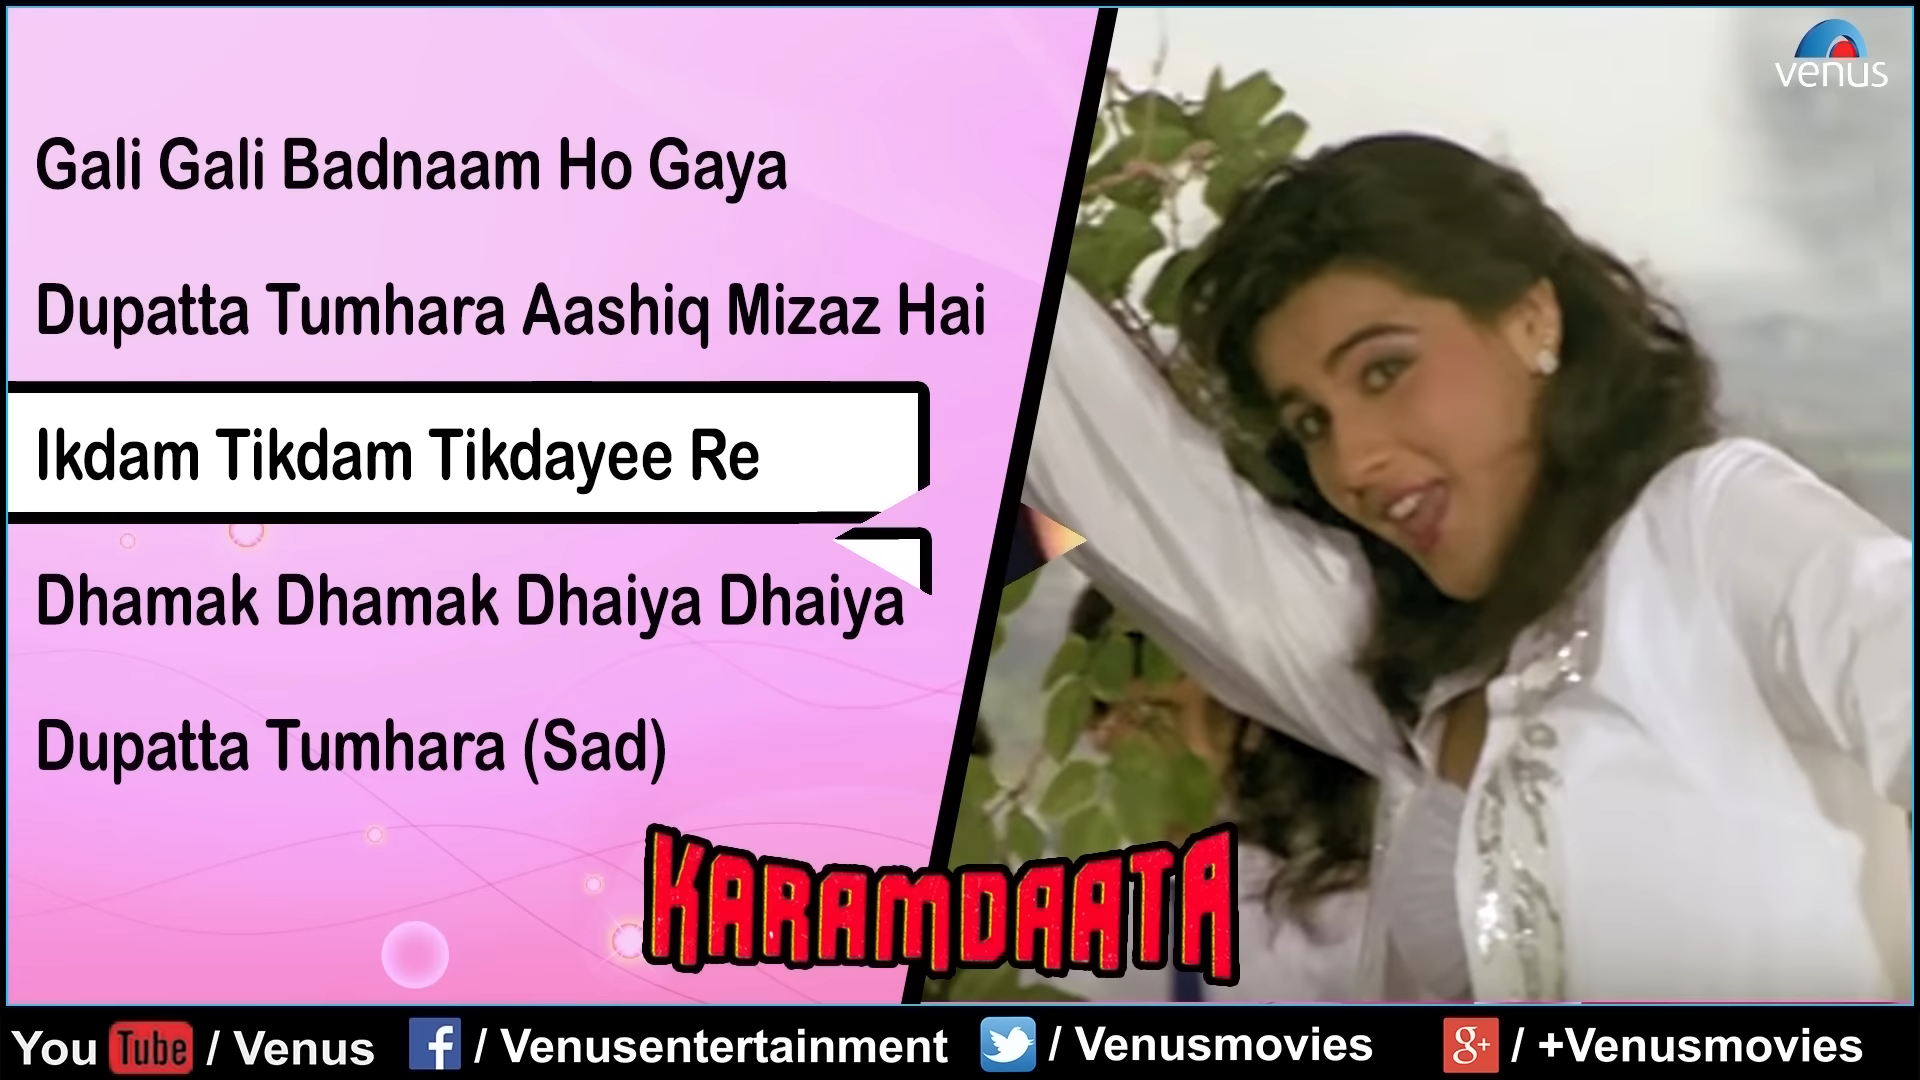 venus
Gali Gali Badnaam Ho Gaya
Dupatta Tumhara Aashiq Mizaz Hai
Ikdam Tikdam Tikdayee Re
Dhamak Dhamak Dhaiya Dhaiya
Dupatta Tumhara (Sad)
KARAMDAATA
You Tube / Venus f / Venusentertainment / Venusmovies g+ / +Venusmovies